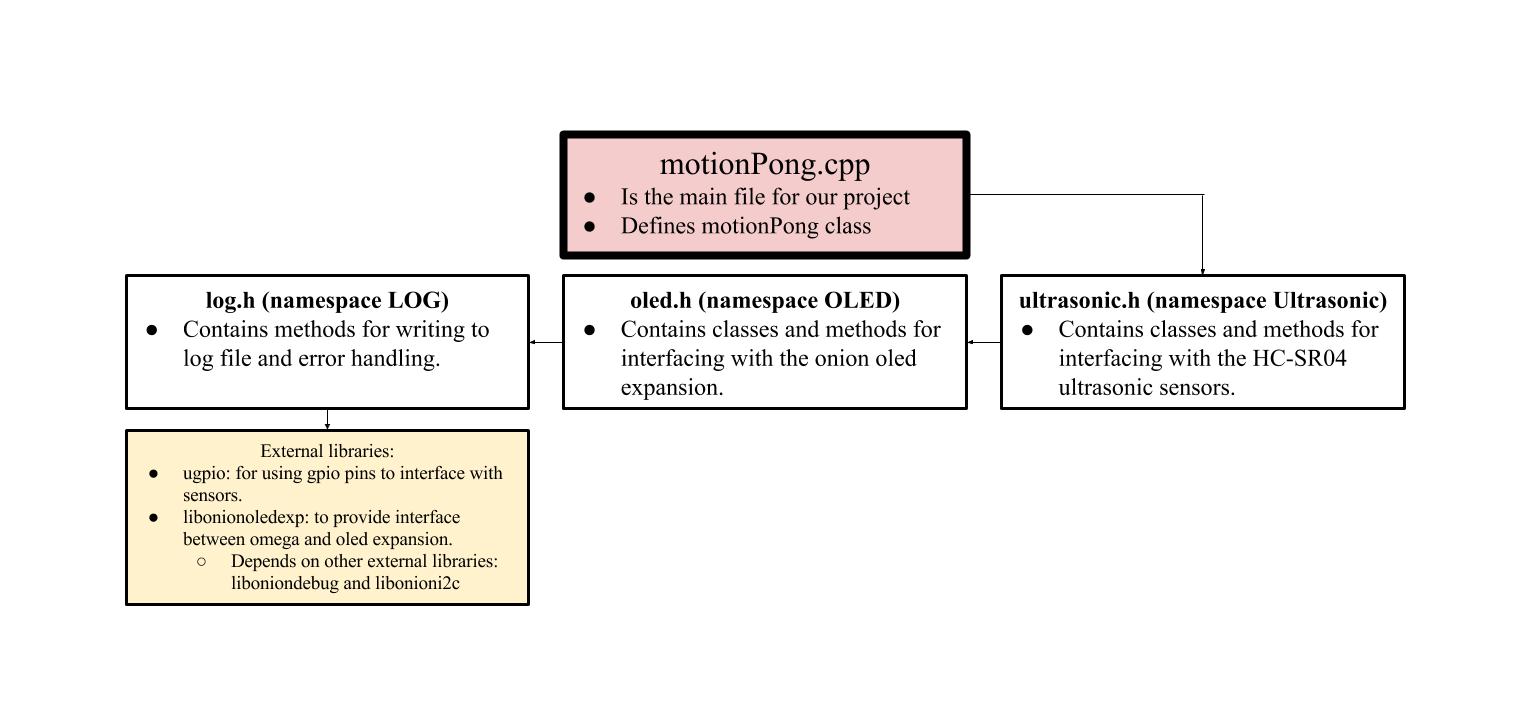 motionPong.cpp
● Is the main file for our project
● Defines motionPong class
log.h (namespace LOG)
● Contains methods for writing to
log file and error handling.
oled.h (namespace OLED)
● Contains classes and methods for
interfacing with the onion oled
expansion.
ultrasonic.h (namespace Ultrasonic)
● Contains classes and methods for
interfacing with the HC-SR04
ultrasonic sensors.
External libraries:
● ugpio: for using gpio pins to interface with
sensors.
● libonionoledexp: to provide interface
between omega and oled expansion.
○ Depends on other external libraries:
liboniondebug and libonioni2c